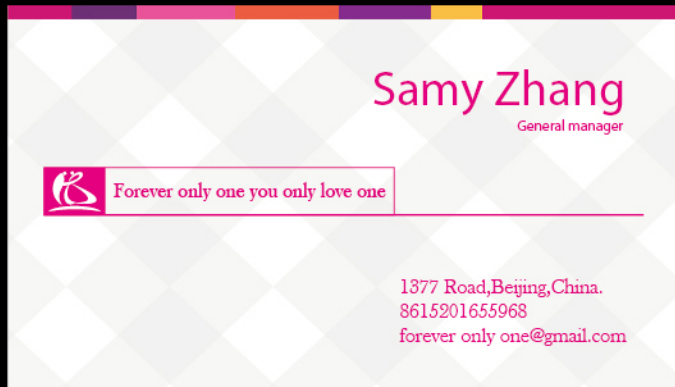 Samy Zhang
General manager
Forever only one you only love one
1377 Road,Beijing,China.
8615201655968
forever only one@gmail.com